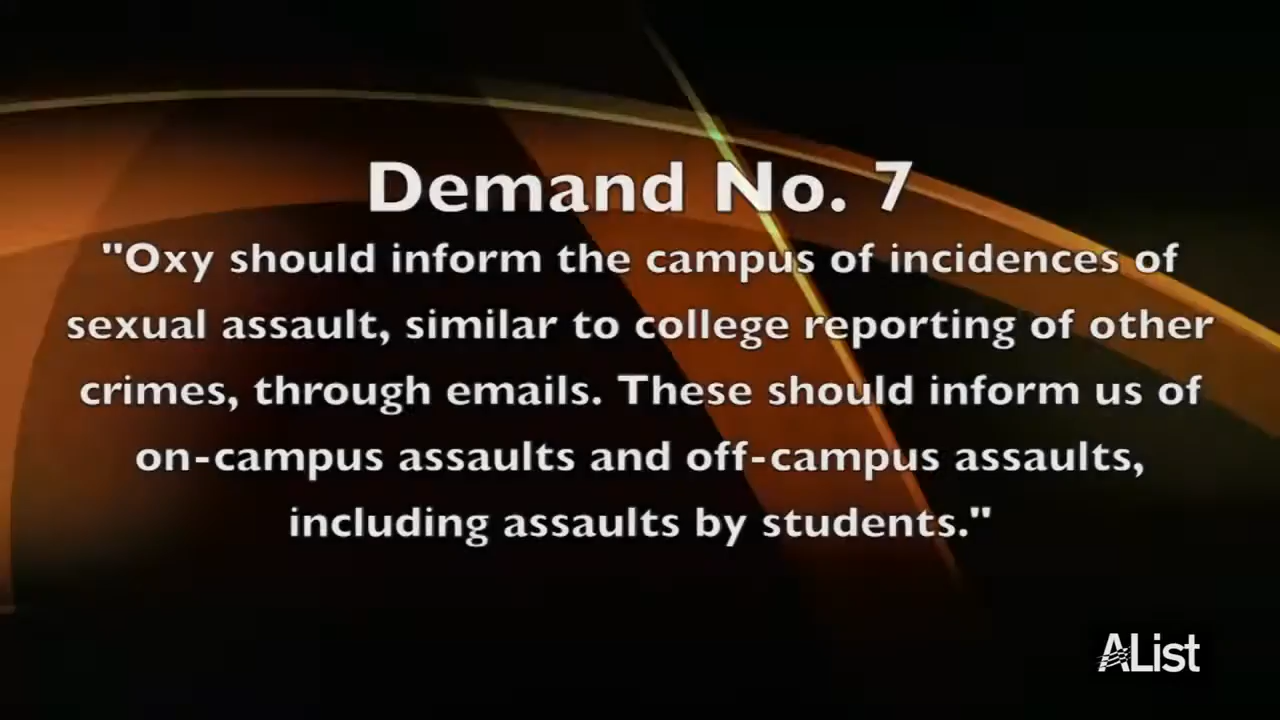 Demand No. 7
"Oxy should inform the campus of incidences of
sexual assault, similar to college reporting of other
crimes, through emails. These should inform us of
on-campus assaults and off-campus assaults,
including assaults by students."
AList